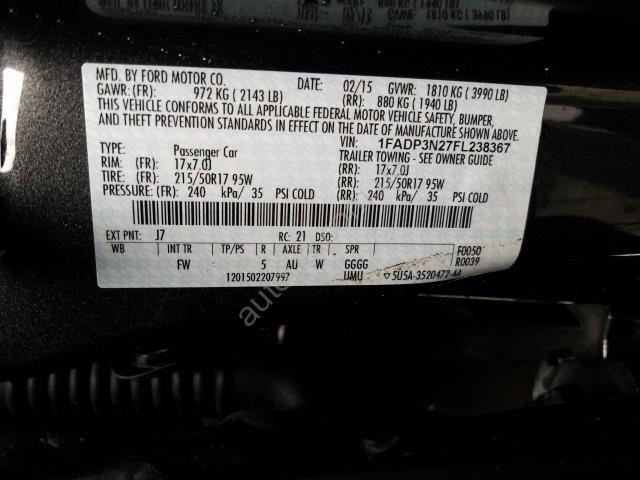 MFD. BY FORD MOTOR CO.
DATE: 02/15 GVWR: 1810 KG ( 3990 LB)
GAWR: (FR): 972 KG ( 2143 LB) (RR): 880 KG ( 1940 LB)
THIS VEHICLE CONFORMS TO ALL APPLICABLE FEDERAL MOTOR VEHICLE SAFETY, BUMPER,
AND THEFT PREVENTION STANDARDS IN EFFECT ON THE DATE OF MANUFACTURE SHOWN ABOVE.
VIN: 1FADP3N27FL238367
TYPE: Passenger Car TRAILER TOWING - SEE OWNER GUIDE
RIM: (FR): 17x7.0J (RR): 17x7.0J
TIRE: (FR): 215/50R17 95W (RR): 215/50R17 95W
PRESSURE: (FR): 240 kPa/ 35 PSI COLD (RR): 240 kPa/ 35 PSI COLD
EXT PNT: J7 RC: 21 DSO:
WB INT TR TP/PS R AXLE TR SPR F0050
FW 5 AU W GGGG R0039
1201502207997 UMU 5U5A-3520472-AA